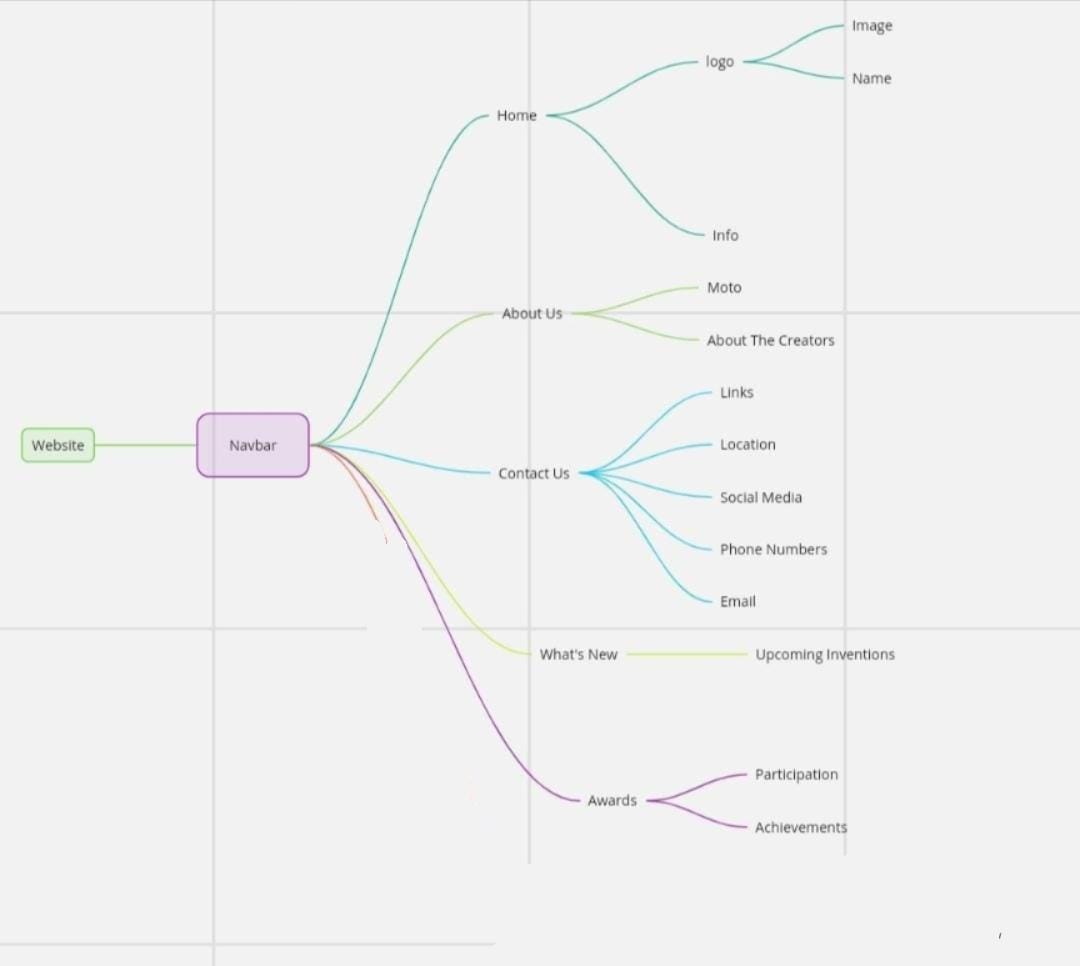 Website
Navbar
Home
logo
Image
Name
Info
About Us
Moto
About The Creators
Contact Us
Links
Location
Social Media
Phone Numbers
Email
What's New
Upcoming Inventions
Awards
Participation
Achievements